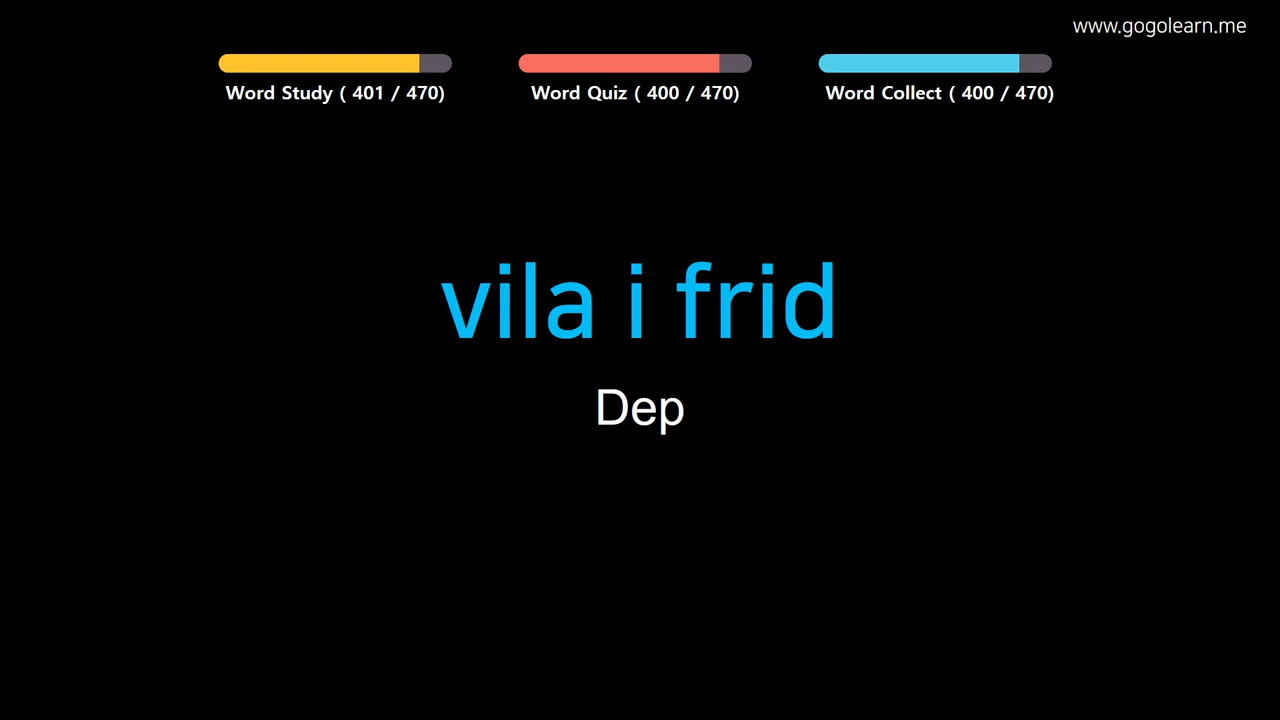 www.gogolearn.me
Word Study ( 401 / 470)
Word Quiz ( 400 / 470)
Word Collect ( 400 / 470)
vila i frid
Dep